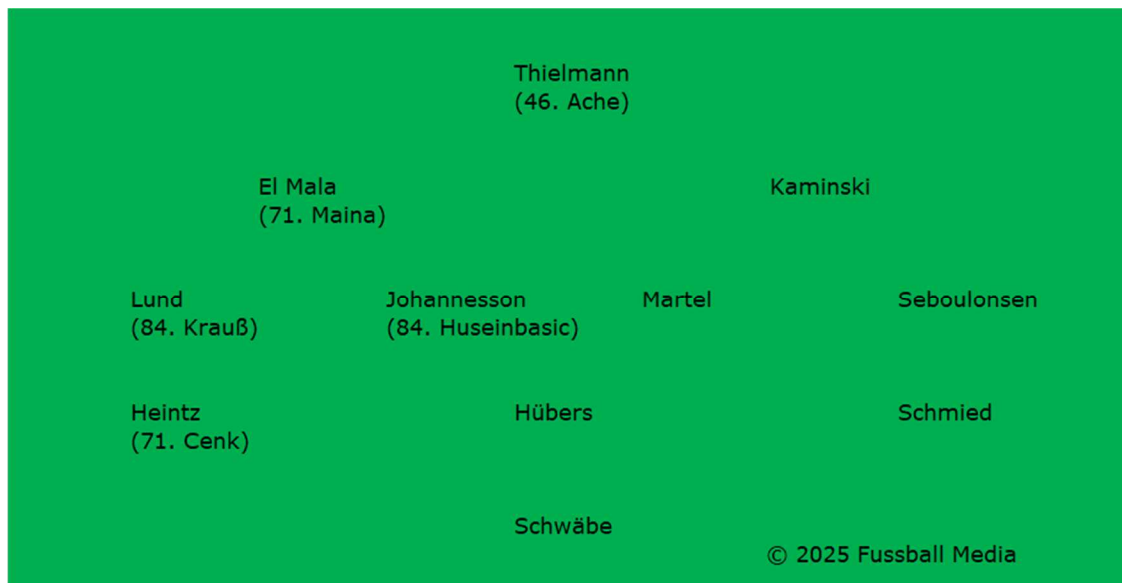 Thielmann
(46. Ache)
El Mala
(71. Maina)
Kaminski
Lund
(84. Krauß)
Johannesson
(84. Huseinbasic)
Martel
Seboulonsen
Heintz
(71. Cenk)
Hübers
Schmied
Schwäbe
© 2025 Fussball Media